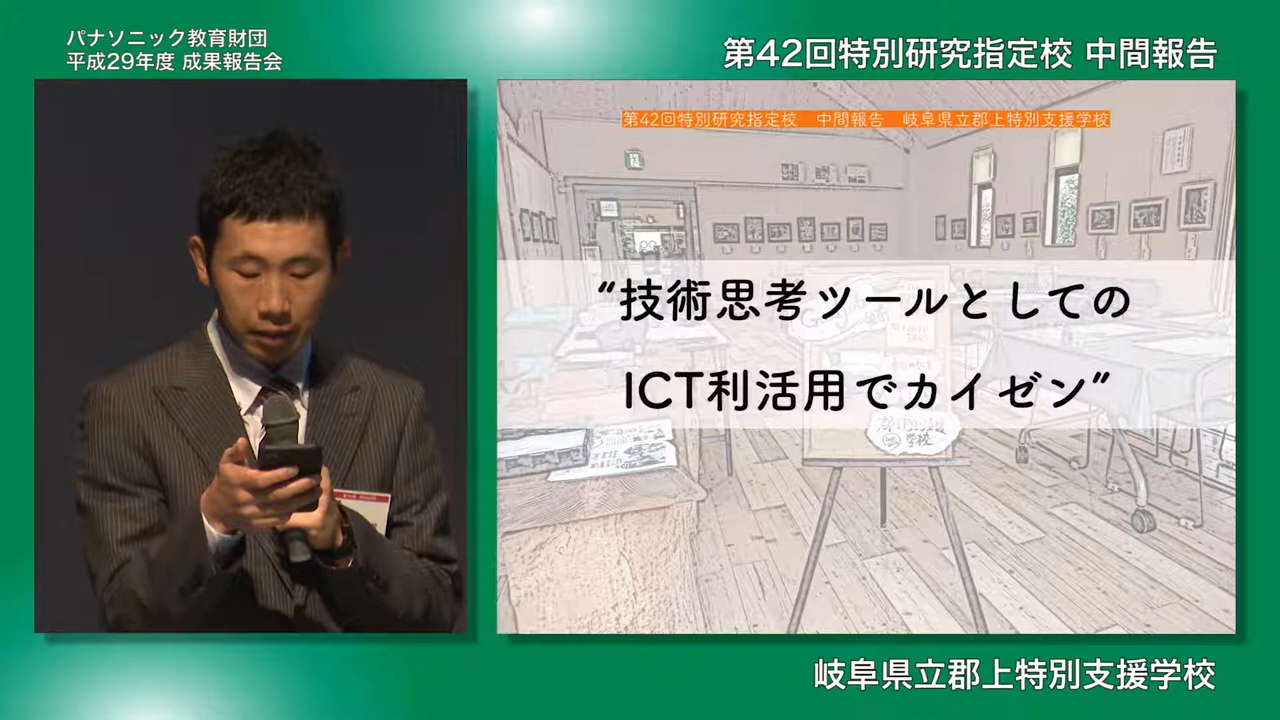 パナソニック教育財団
平成29年度 成果報告会
第42回特別研究指定校 中間報告
第42回特別研究指定校　中間報告　岐阜県立郡上特別支援学校
“技術思考ツールとしての
ICT利活用でカイゼン”
岐阜県立郡上特別支援学校